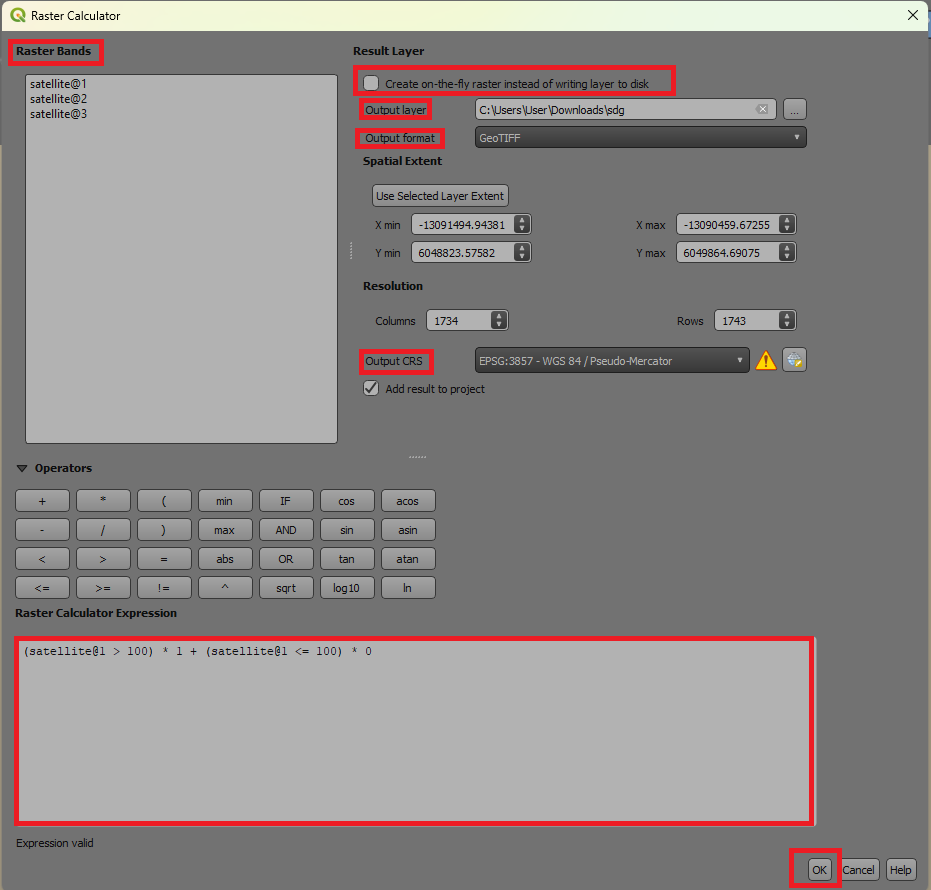 Raster Calculator
Raster Bands
satellite@1
satellite@2
satellite@3
Result Layer
Create on-the-fly raster instead of writing layer to disk
Output layer C:\Users\User\Downloads\sdg ...
Output format GeoTIFF
Spatial Extent
Use Selected Layer Extent
X min -13091494.94381 X max -13090459.67255
Y min 6048823.57582 Y max 6049864.69075
Resolution
Columns 1734 Rows 1743
Output CRS EPSG:3857 - WGS 84 / Pseudo-Mercator
Add result to project
Operators
+ * ( min IF cos acos
- / ) max AND sin asin
< > = abs OR tan atan
<= >= != ^ sqrt log10 ln
Raster Calculator Expression
(satellite@1 > 100) * 1 + (satellite@1 <= 100) * 0
Expression valid
OK Cancel Help